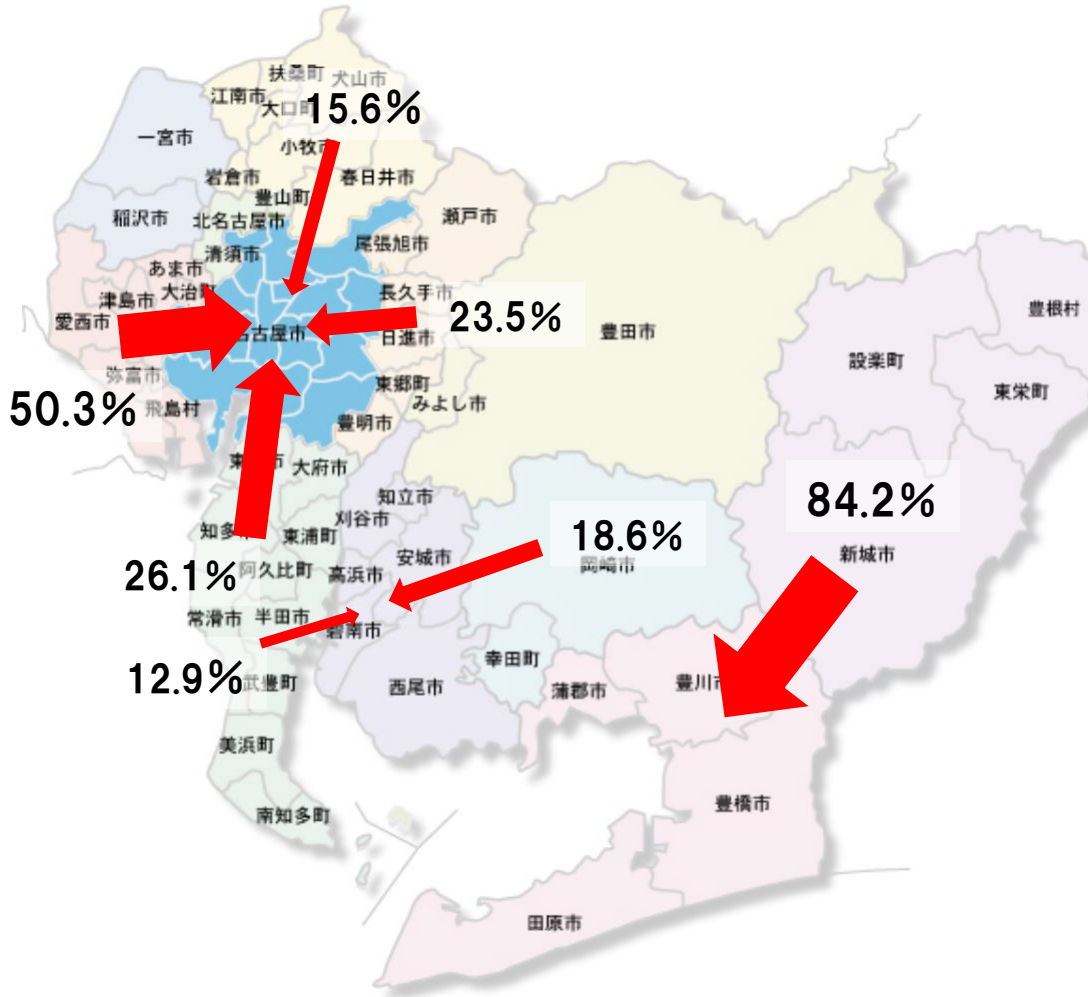 扶桑町
犬山市
江南市
大口町
15.6%
一宮市
小牧市
岩倉市
春日井市
豊山町
稲沢市
北名古屋市
瀬戸市
尾張旭市
清須市
あま市
大治町
津島市
長久手市
愛西市
23.5%
豊根村
名古屋市
日進市
豊田市
設楽町
弥富市
東郷町
東栄町
50.3%
飛島村
みよし市
豊明市
大府市
84.2%
知立市
刈谷市
知多市
東浦町
18.6%
安城市
新城市
岡崎市
26.1%
阿久比町
高浜市
常滑市
半田市
碧南市
幸田町
12.9%
武豊町
西尾市
蒲郡市
豊川市
美浜町
豊橋市
南知多町
田原市